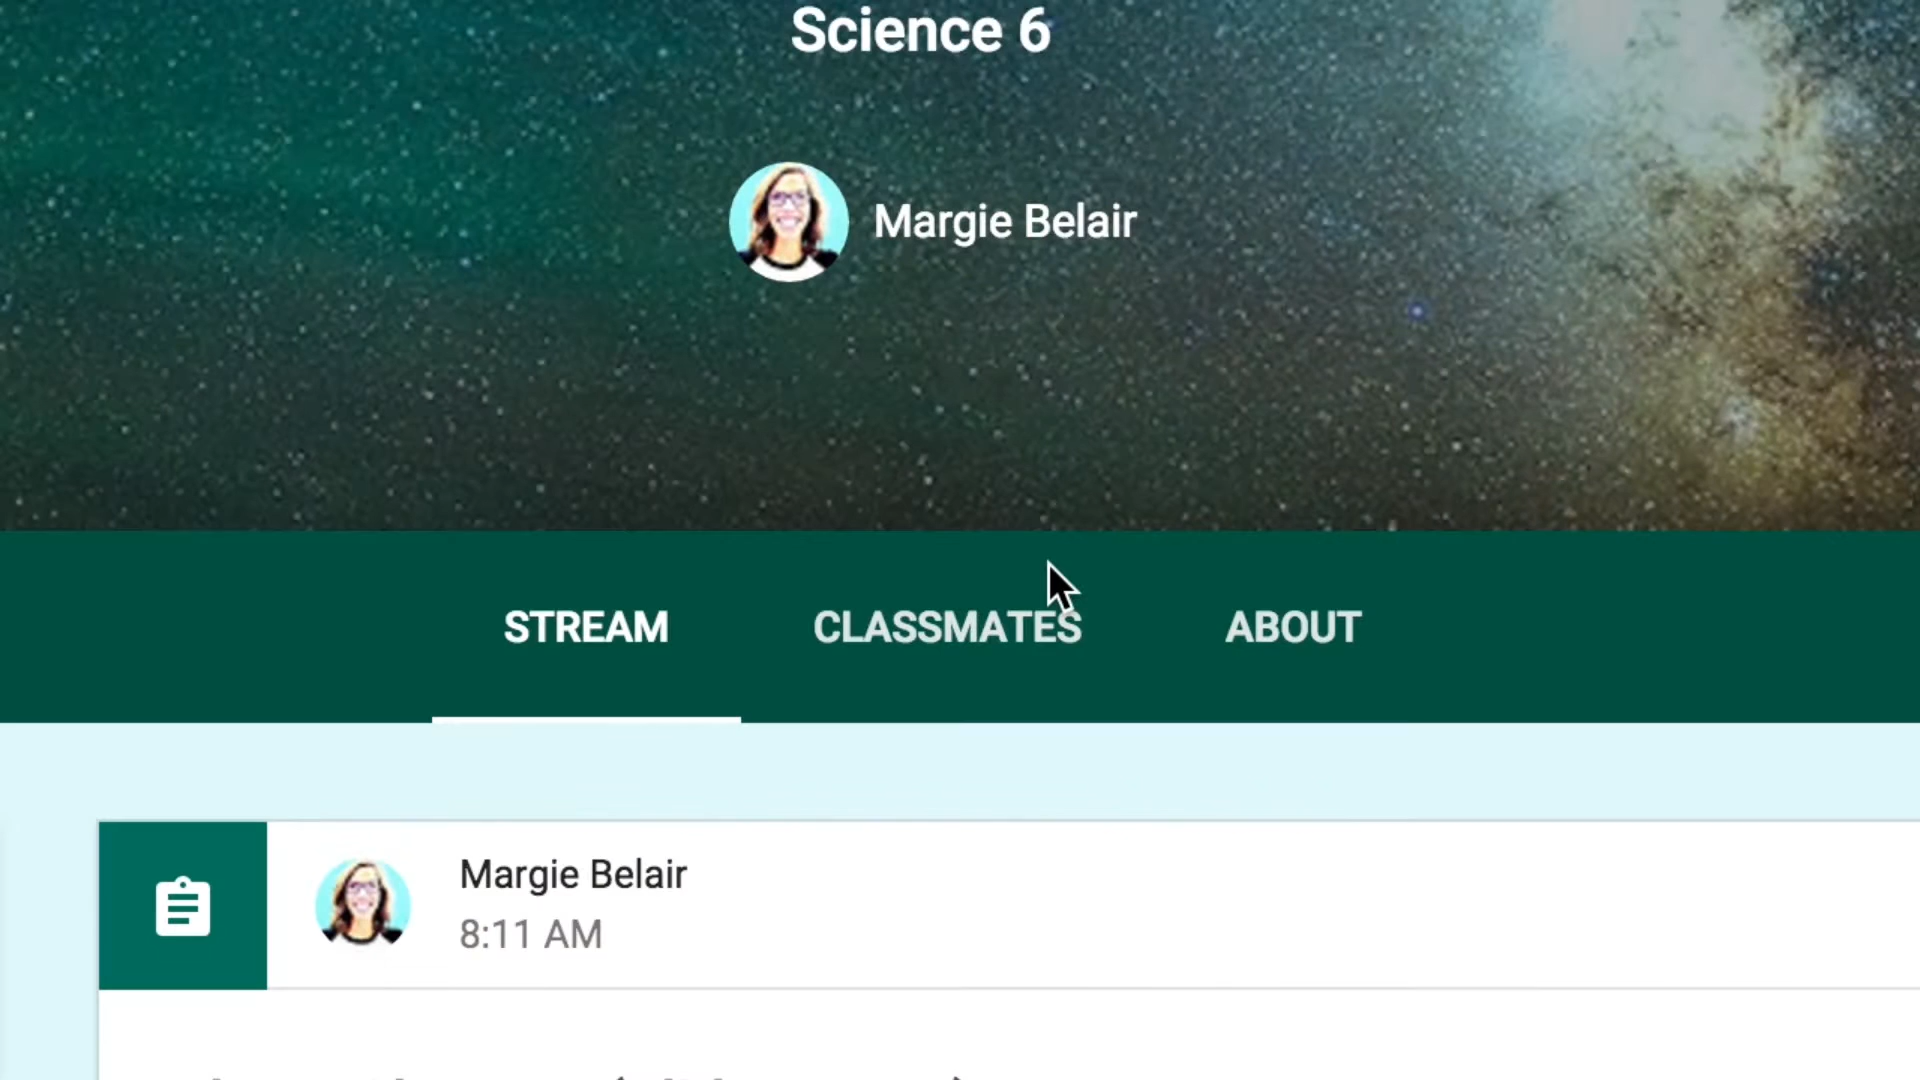 Science 6
Margie Belair
STREAM
CLASSMATES
ABOUT
Margie Belair
8:11 AM